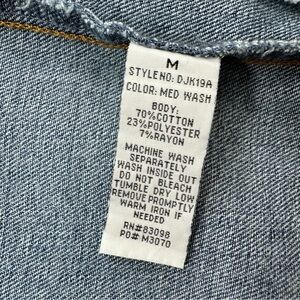 M
STYLE NO: DJK19A
COLOR: MED WASH
BODY:
70%COTTON
23%POLYESTER
7%RAYON
MACHINE WASH
SEPARATELY
WASH INSIDE OUT
DO NOT BLEACH
TUMBLE DRY LOW
REMOVE PROMPTLY
WARM IRON IF
NEEDED
RN#83098
PO# M3070